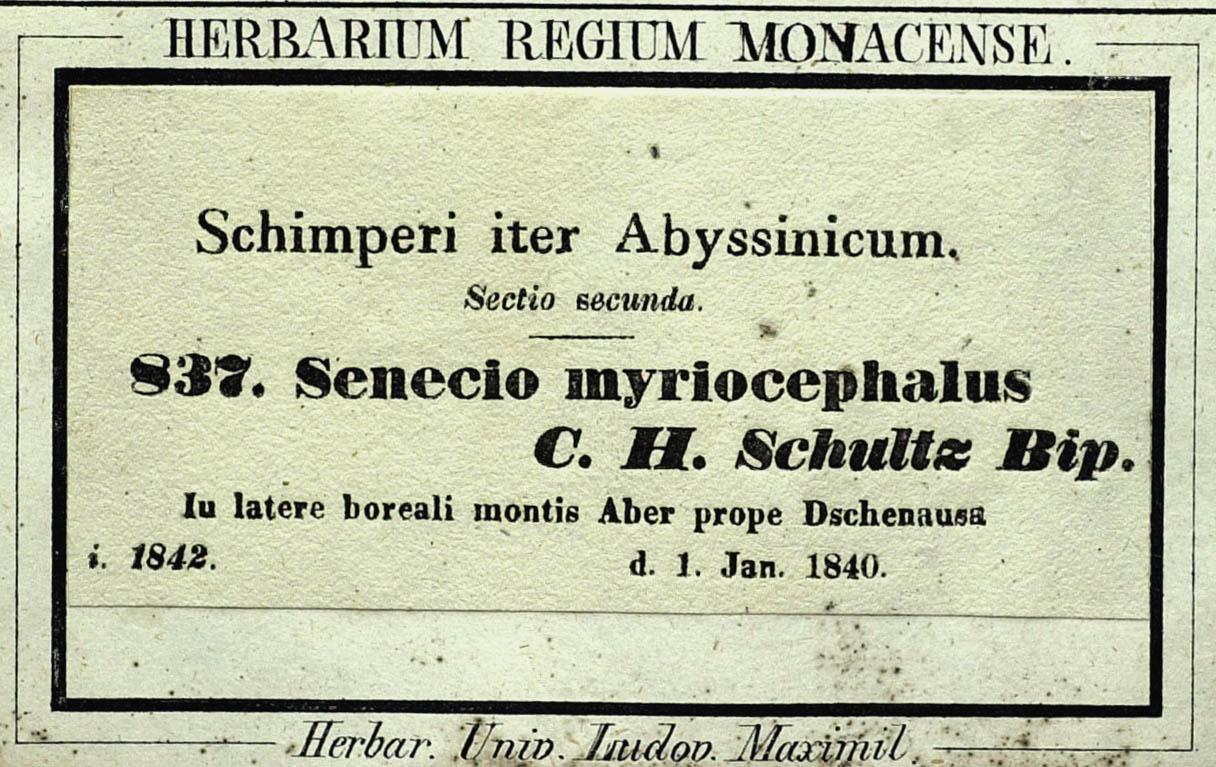 HERBARIUM REGIUM MONACENSE.
Schimperi iter Abyssinicum.
Sectio secunda.
837. Senecio myriocephalus
C. H. Schultz Bip.
In latere boreali montis Aber prope Dschenausa
i. 1842. d. 1. Jan. 1840.
Herbar. Univ. Ludov. Maximil.